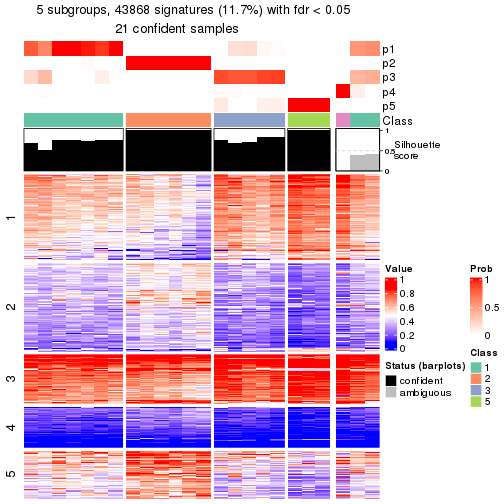 5 subgroups, 43868 signatures (11.7%) with fdr < 0.05
21 confident samples
p1
p2
p3
p4
p5
Class
1
0.5
0
Silhouette
score
1
2
3
4
5
Value
1
0.8
0.6
0.4
0.2
0
Prob
1
0.5
0
Status (barplots)
confident
ambiguous
Class
1
2
3
5